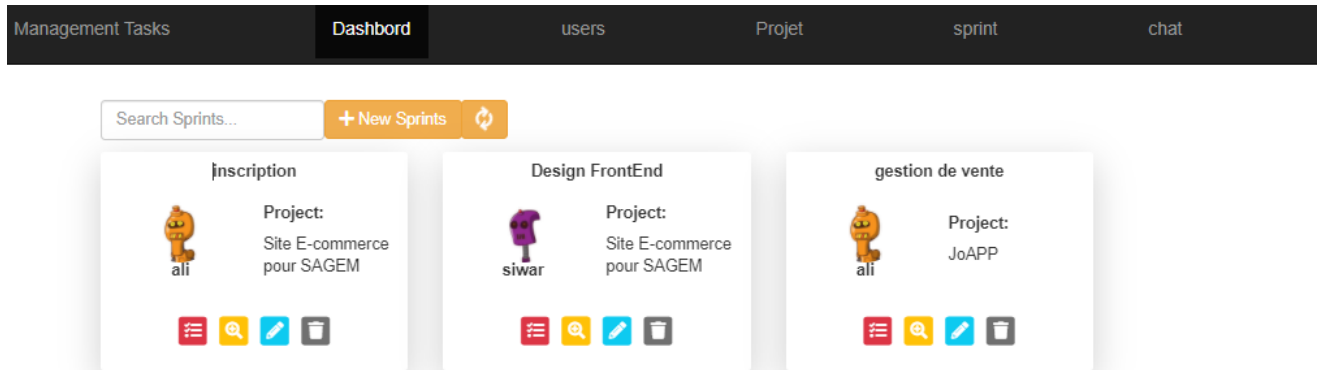 Management Tasks Dashbord users Projet sprint chat
Search Sprints... New Sprints
inscription
Project:
Site E-commerce
pour SAGEM
ali
Design FrontEnd
Project:
Site E-commerce
pour SAGEM
siwar
gestion de vente
Project:
JoAPP
ali